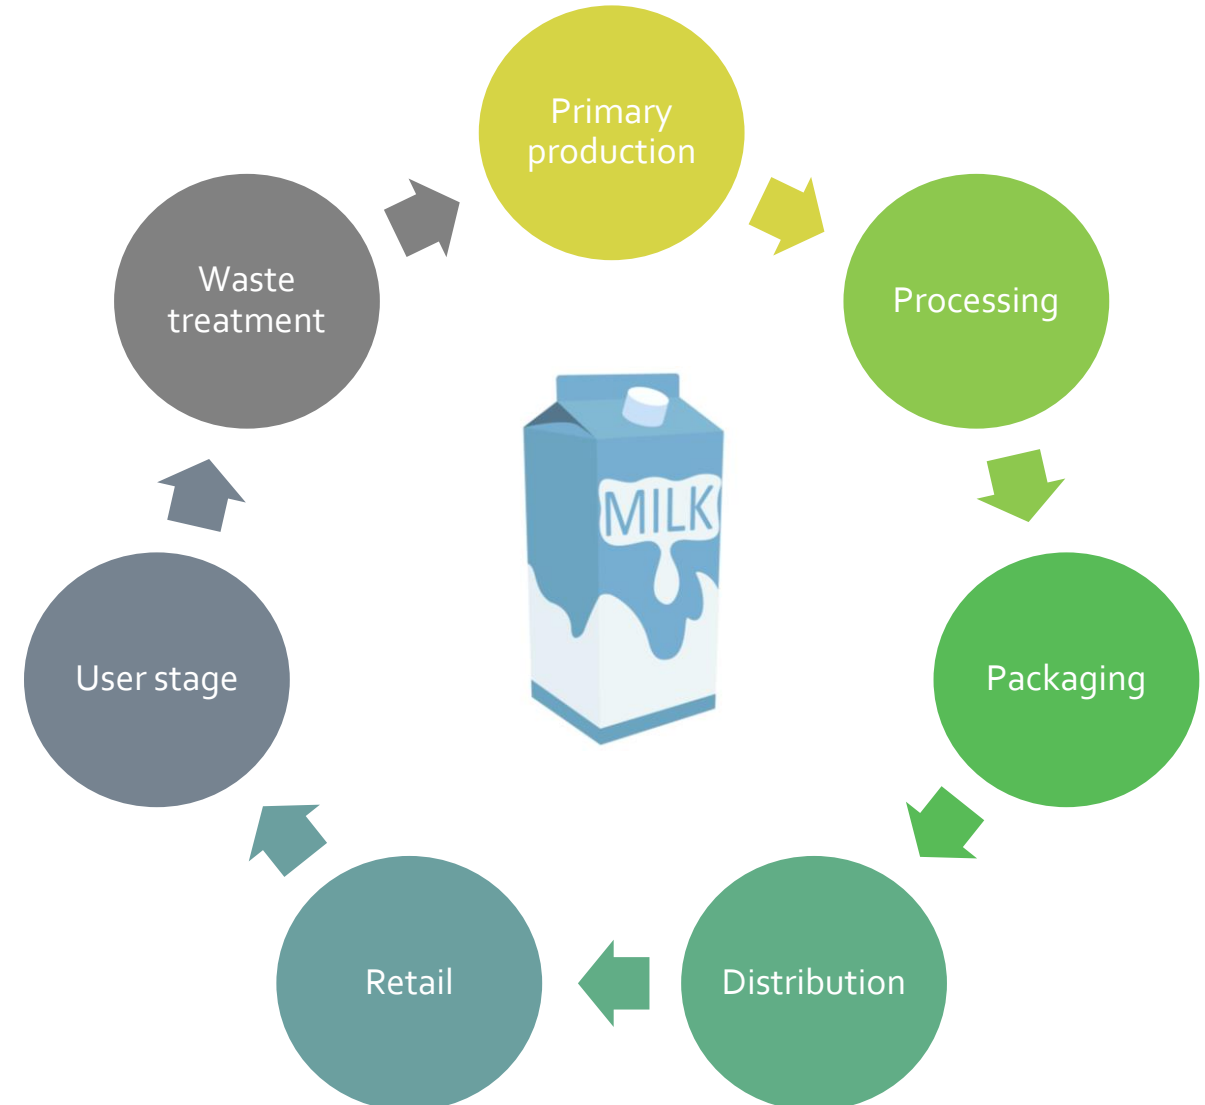 Primary
production
Processing
Packaging
Distribution
Retail
User stage
Waste
treatment
MILK